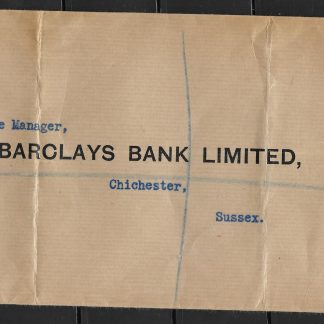 e Manager,
BARCLAYS BANK LIMITED,
Chichester,
Sussex.